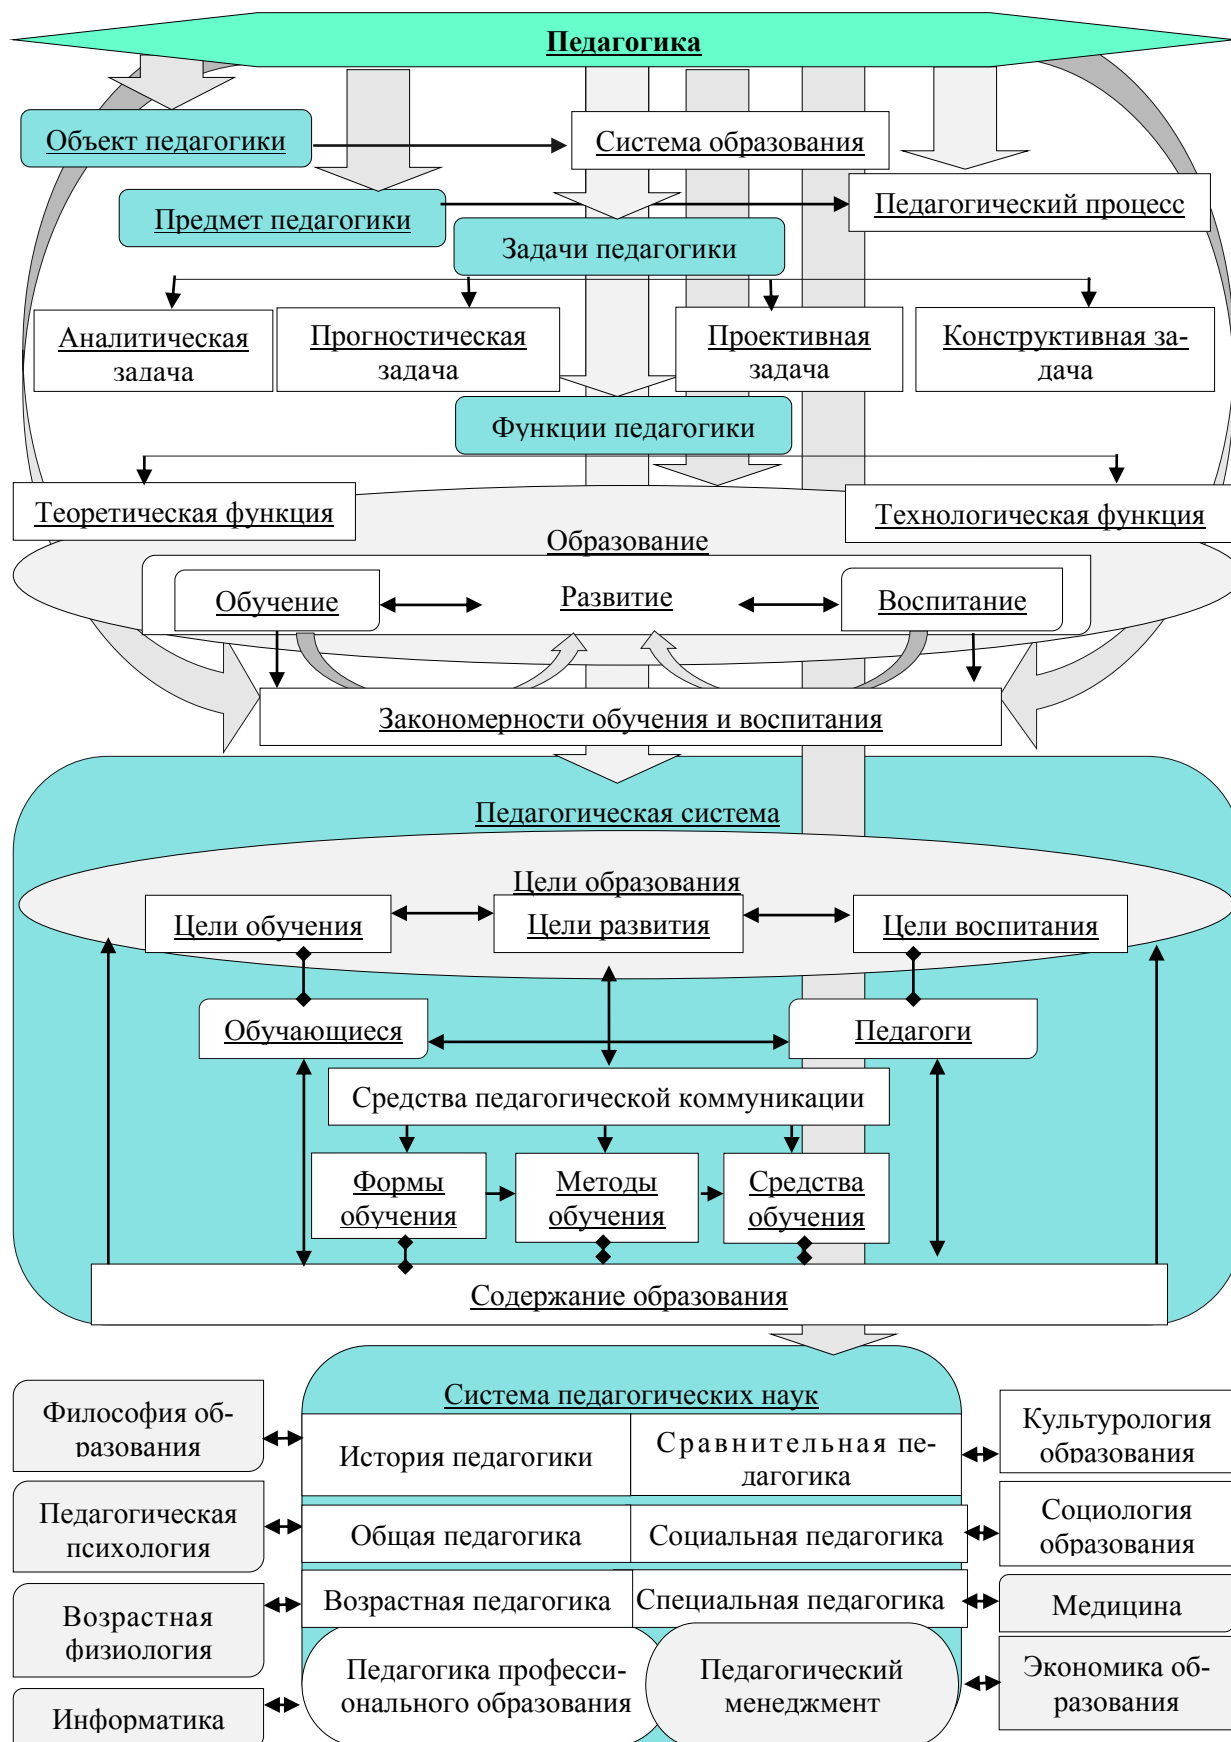 Педагогика
Объект педагогики
Система образования
Предмет педагогики
Педагогический процесс
Задачи педагогики
Аналитическая
задача
Прогностическая
задача
Проективная
задача
Конструктивная за-
дача
Функции педагогики
Теоретическая функция
Технологическая функция
Образование
Обучение
Развитие
Воспитание
Закономерности обучения и воспитания
Педагогическая система
Цели образования
Цели обучения
Цели развития
Цели воспитания
Обучающиеся
Педагоги
Средства педагогической коммуникации
Формы
обучения
Методы
обучения
Средства
обучения
Содержание образования
Система педагогических наук
Философия об-
разования
История педагогики
Сравнительная пе-
дагогика
Культурология
образования
Педагогическая
психология
Общая педагогика
Социальная педагогика
Социология
образования
Возрастная
физиология
Возрастная педагогика
Специальная педагогика
Медицина
Информатика
Педагогика професси-
онального образования
Педагогический
менеджмент
Экономика об-
разования